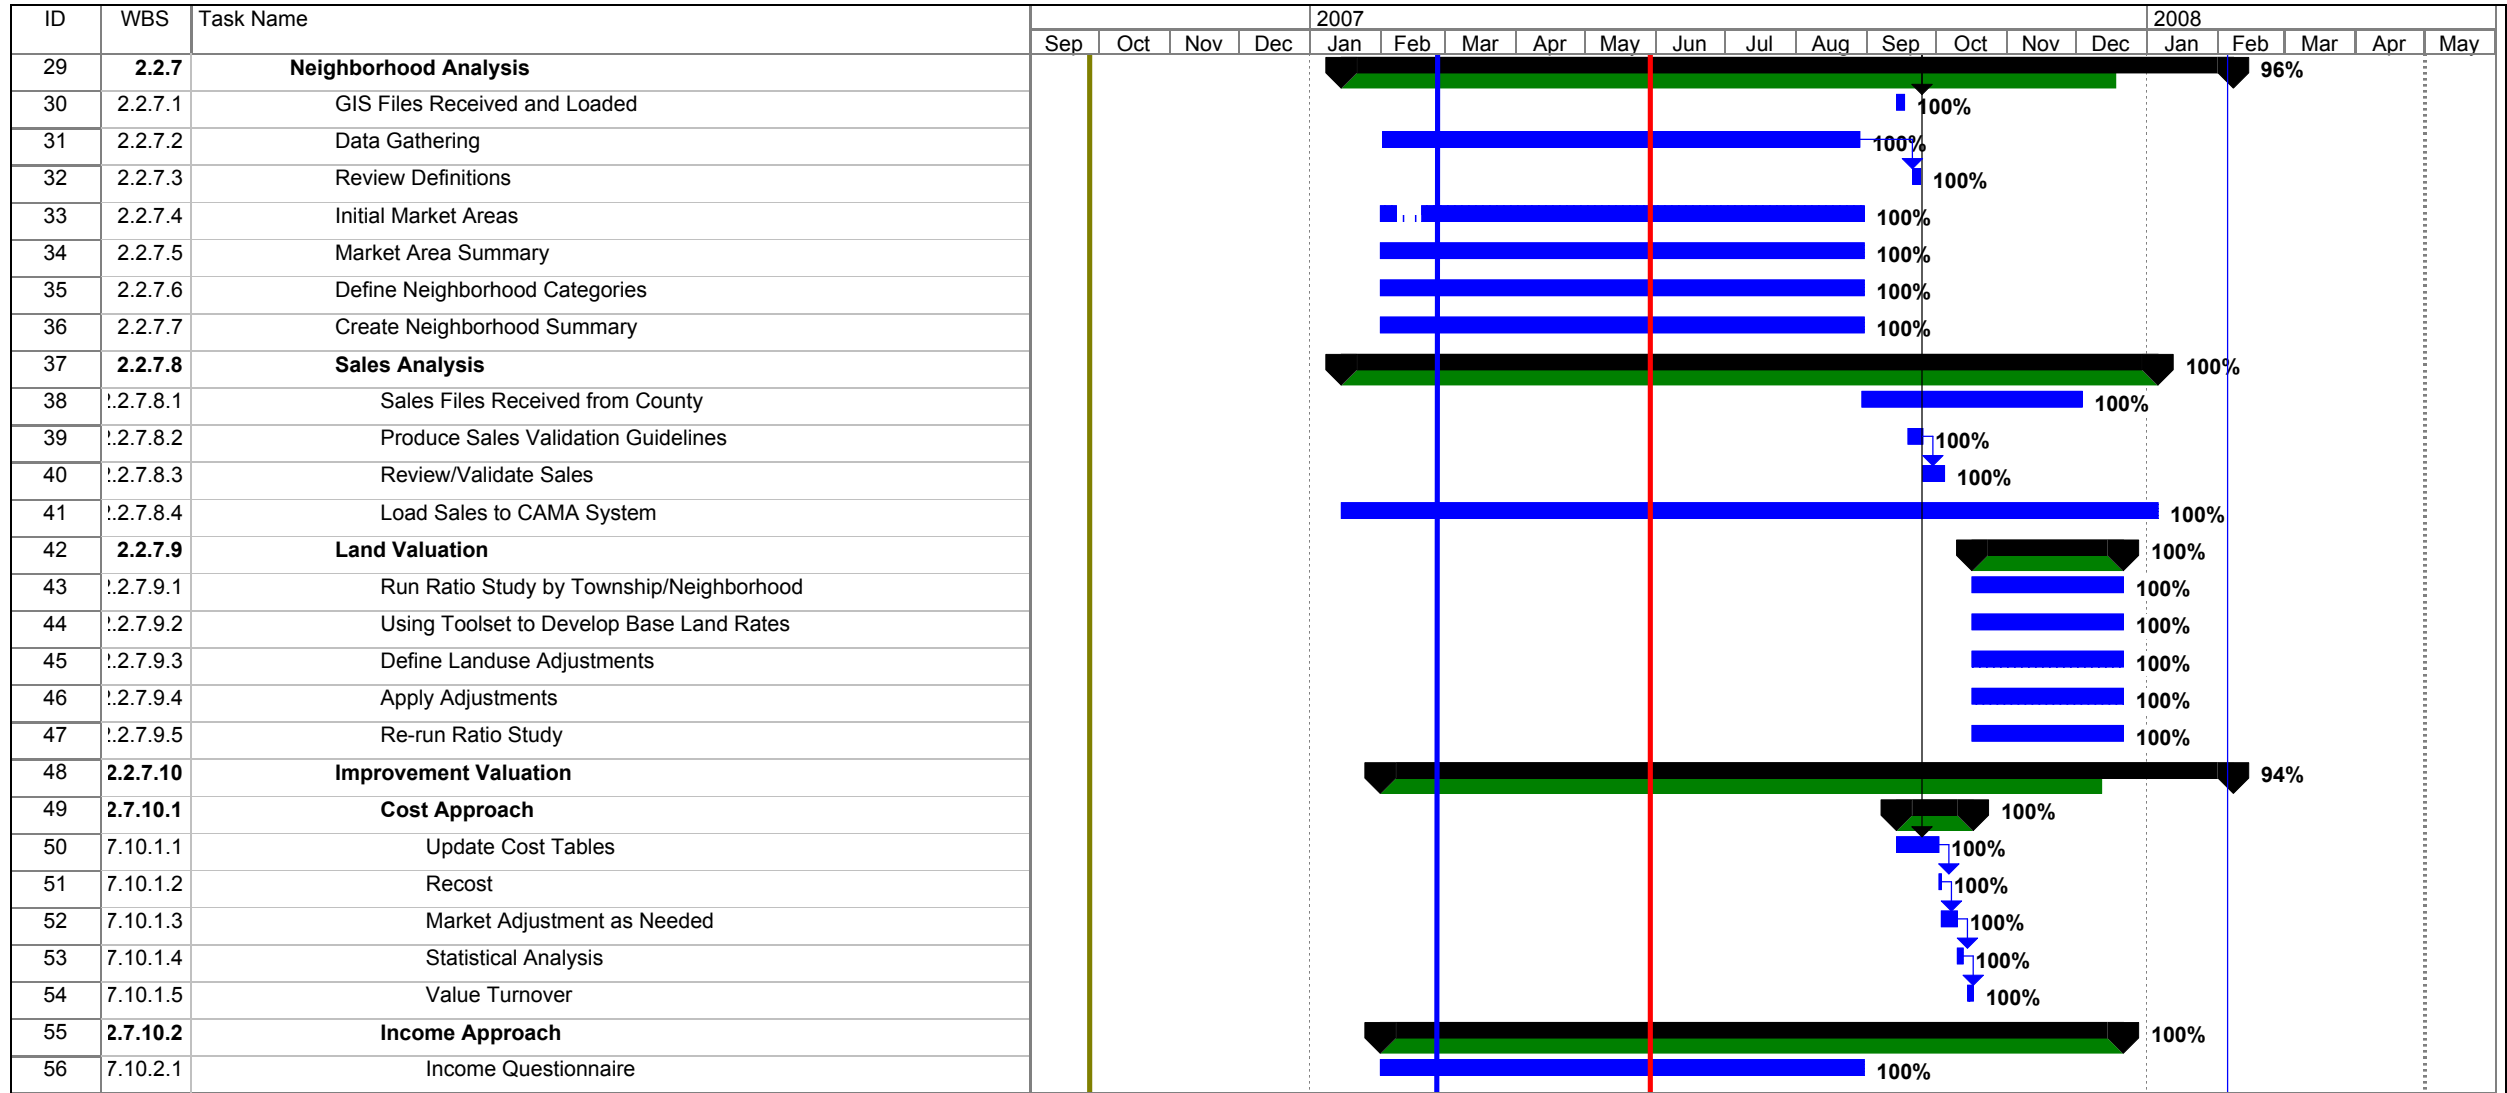 ID WBS Task Name 2007 2008
Sep Oct Nov Dec Jan Feb Mar Apr May Jun Jul Aug Sep Oct Nov Dec Jan Feb Mar Apr May
29 2.2.7 Neighborhood Analysis 96%
30 2.2.7.1 GIS Files Received and Loaded 100%
31 2.2.7.2 Data Gathering 100%
32 2.2.7.3 Review Definitions 100%
33 2.2.7.4 Initial Market Areas 100%
34 2.2.7.5 Market Area Summary 100%
35 2.2.7.6 Define Neighborhood Categories 100%
36 2.2.7.7 Create Neighborhood Summary 100%
37 2.2.7.8 Sales Analysis 100%
38 .2.7.8.1 Sales Files Received from County 100%
39 .2.7.8.2 Produce Sales Validation Guidelines 100%
40 .2.7.8.3 Review/Validate Sales 100%
41 .2.7.8.4 Load Sales to CAMA System 100%
42 2.2.7.9 Land Valuation 100%
43 .2.7.9.1 Run Ratio Study by Township/Neighborhood 100%
44 .2.7.9.2 Using Toolset to Develop Base Land Rates 100%
45 .2.7.9.3 Define Landuse Adjustments 100%
46 .2.7.9.4 Apply Adjustments 100%
47 .2.7.9.5 Re-run Ratio Study 100%
48 2.2.7.10 Improvement Valuation 94%
49 2.7.10.1 Cost Approach 100%
50 7.10.1.1 Update Cost Tables 100%
51 7.10.1.2 Recost 100%
52 7.10.1.3 Market Adjustment as Needed 100%
53 7.10.1.4 Statistical Analysis 100%
54 7.10.1.5 Value Turnover 100%
55 2.7.10.2 Income Approach 100%
56 7.10.2.1 Income Questionnaire 100%